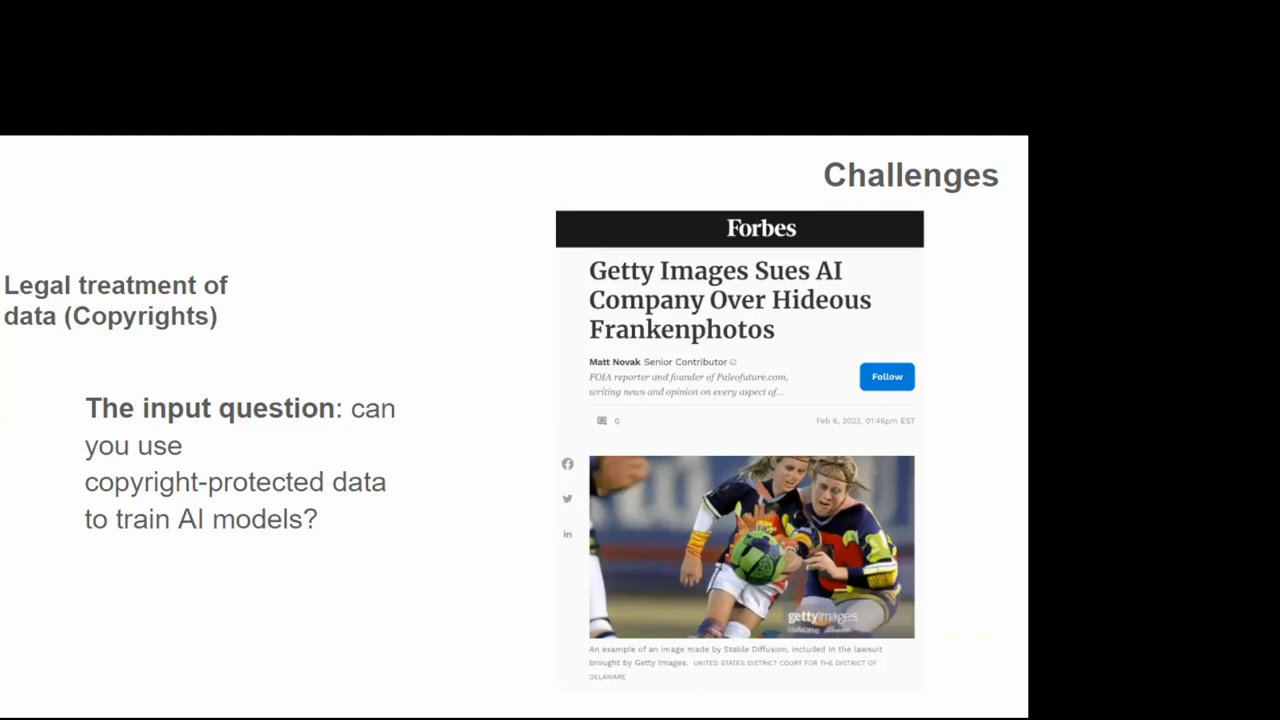 Challenges
Legal treatment of
data (Copyrights)
The input question: can
you use
copyright-protected data
to train AI models?
Forbes
Getty Images Sues AI
Company Over Hideous
Frankenphotos
Matt Novak Senior Contributor
FOIA reporter and founder of Paleofuture.com,
writing news and opinion on every aspect of...
Follow
0
Feb 6, 2023, 01:46pm EST
in
gettyimages
An example of an image made by Stable Diffusion, included in the lawsuit
brought by Getty Images. UNITED STATES DISTRICT COURT FOR THE DISTRICT OF
DELAWARE